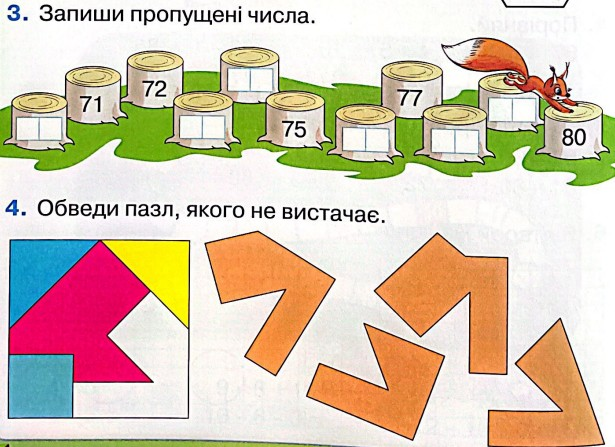 3. Запиши пропущені числа.
71 72 75 77 80
4. Обведи пазл, якого не вистачає.